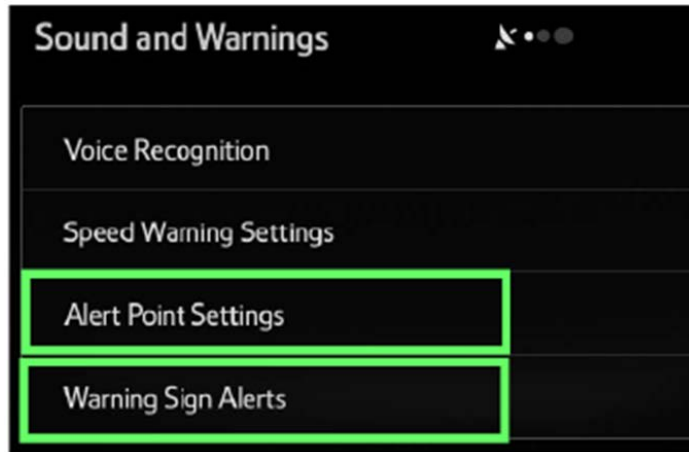 Sound and Warnings
Voice Recognition
Speed Warning Settings
Alert Point Settings
Warning Sign Alerts